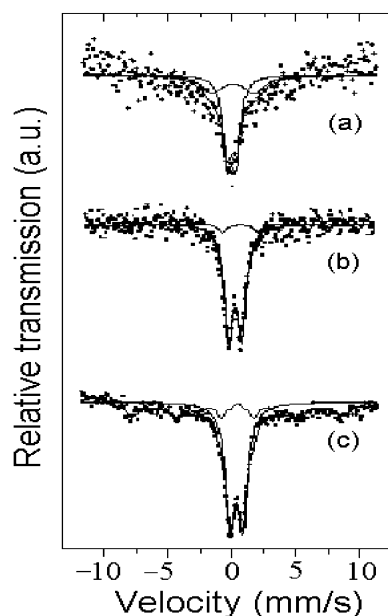 Relative transmission (a.u.)
(a)
(b)
(c)
−10 −5 0 5 10
Velocity (mm/s)